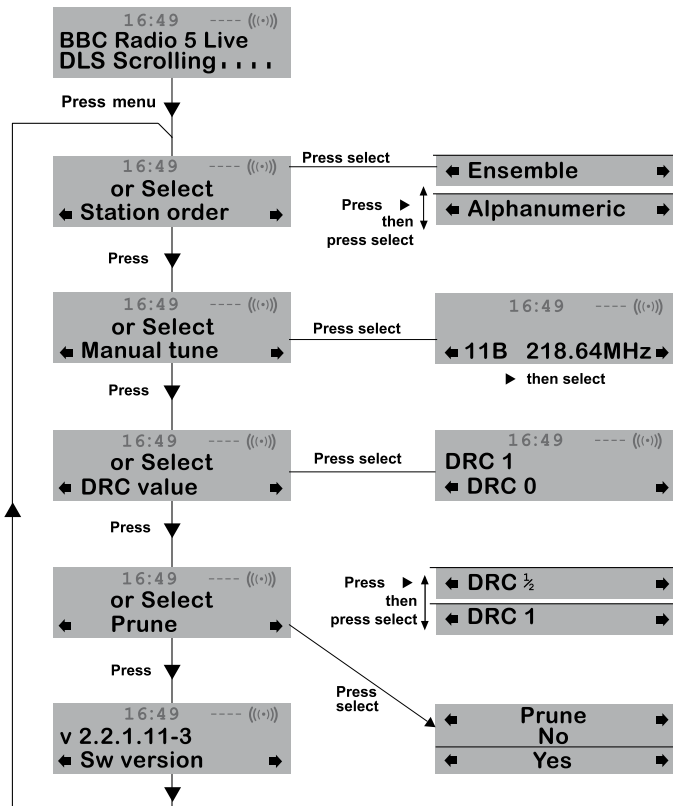 16:49 ----
BBC Radio 5 Live
DLS Scrolling....
Press menu
16:49 ----
or Select
Station order
Press select
Ensemble
Alphanumeric
Press
then
press select
Press
16:49 ----
or Select
Manual tune
Press select
16:49 ----
11B 218.64MHz
then select
Press
16:49 ----
or Select
DRC value
Press select
16:49 ----
DRC 1
DRC 0
Press
16:49 ----
or Select
Prune
Press
then
press select
DRC ½
DRC 1
Press
Press
select
16:49 ----
v 2.2.1.11-3
Sw version
Prune
No
Yes